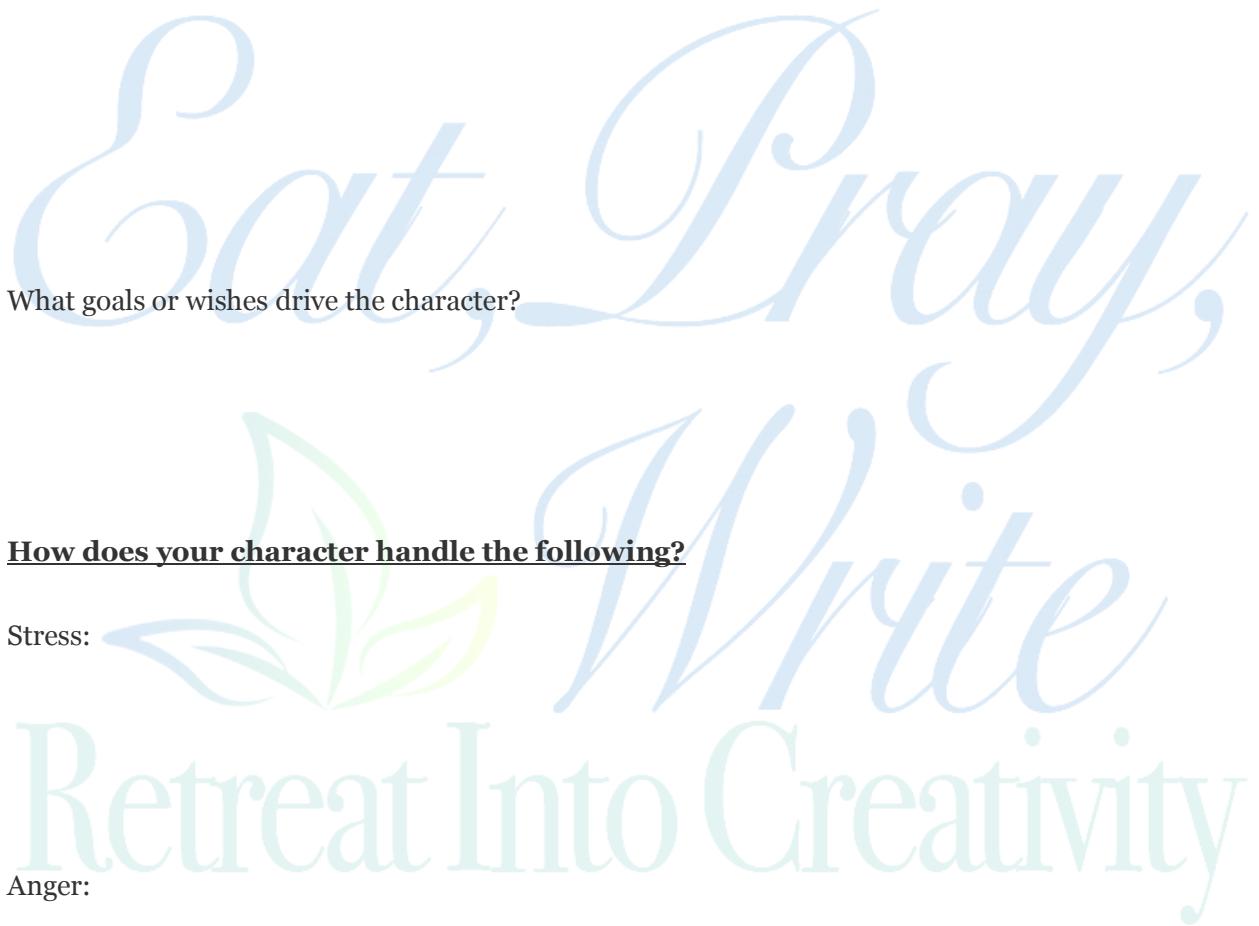 Eat, Pray,
What goals or wishes drive the character?
Write
How does your character handle the following?
Stress:
Retreat Into Creativity
Anger: